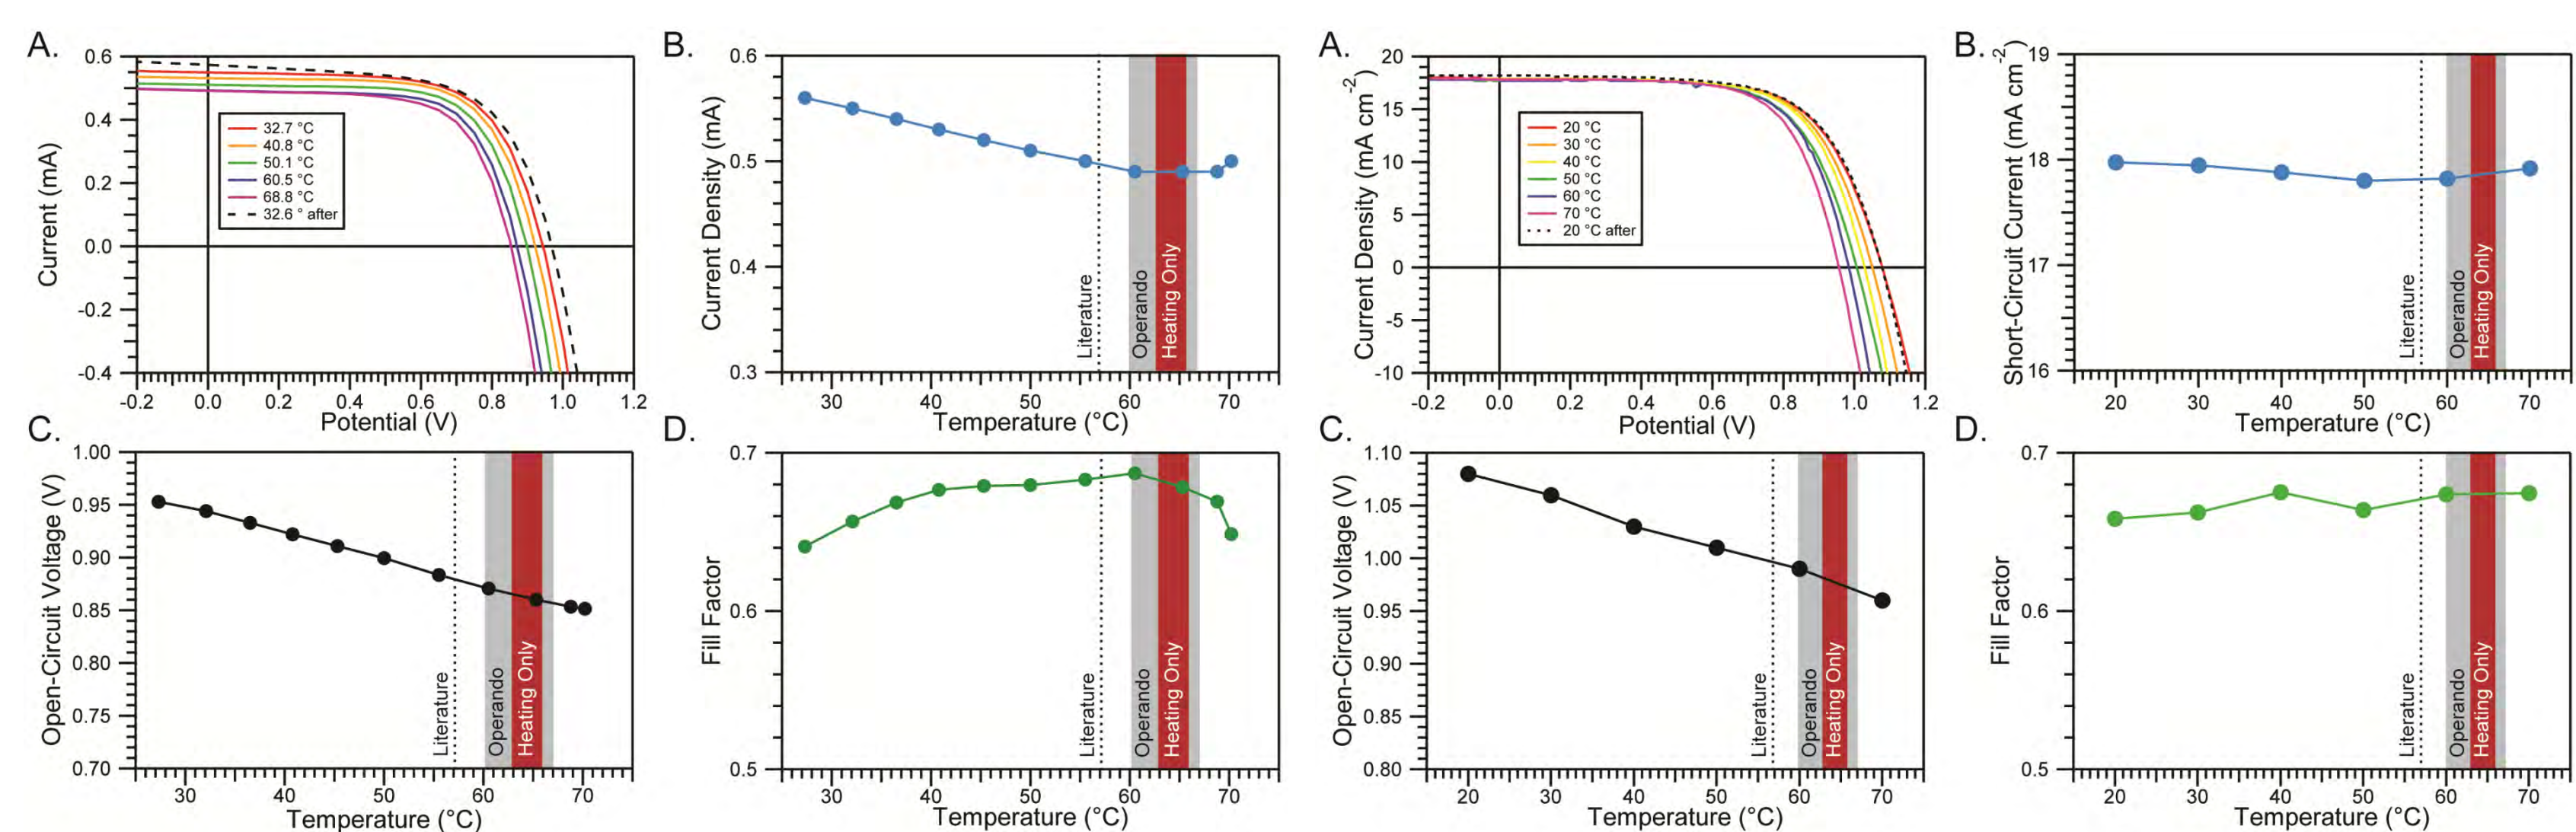 A.
Current (mA)
0.6
0.4
0.2
0.0
-0.2
-0.4
32.7 °C
40.8 °C
50.1 °C
60.5 °C
68.8 °C
32.6 ° after
-0.2 0.0 0.2 0.4 0.6 0.8 1.0 1.2
Potential (V)
B.
Current Density (mA)
0.6
0.5
0.4
0.3
Literature
Operando
Heating Only
30 40 50 60 70
Temperature (°C)
A.
Current Density (mA cm-2)
20
15
10
5
0
-5
-10
20 °C
30 °C
40 °C
50 °C
60 °C
70 °C
20 °C after
-0.2 0.0 0.2 0.4 0.6 0.8 1.0 1.2
Potential (V)
B.
Short-Circuit Current (mA cm-2)
19
18
17
16
Literature
Operando
Heating Only
20 30 40 50 60 70
Temperature (°C)
C.
Open-Circuit Voltage (V)
1.00
0.95
0.90
0.85
0.80
0.75
0.70
Literature
Operando
Heating Only
30 40 50 60 70
Temperature (°C)
D.
Fill Factor
0.7
0.6
0.5
Literature
Operando
Heating Only
30 40 50 60 70
Temperature (°C)
C.
Open-Circuit Voltage (V)
1.10
1.05
1.00
0.95
0.90
0.85
0.80
Literature
Operando
Heating Only
20 30 40 50 60 70
Temperature (°C)
D.
Fill Factor
0.7
0.6
0.5
Literature
Operando
Heating Only
20 30 40 50 60 70
Temperature (°C)